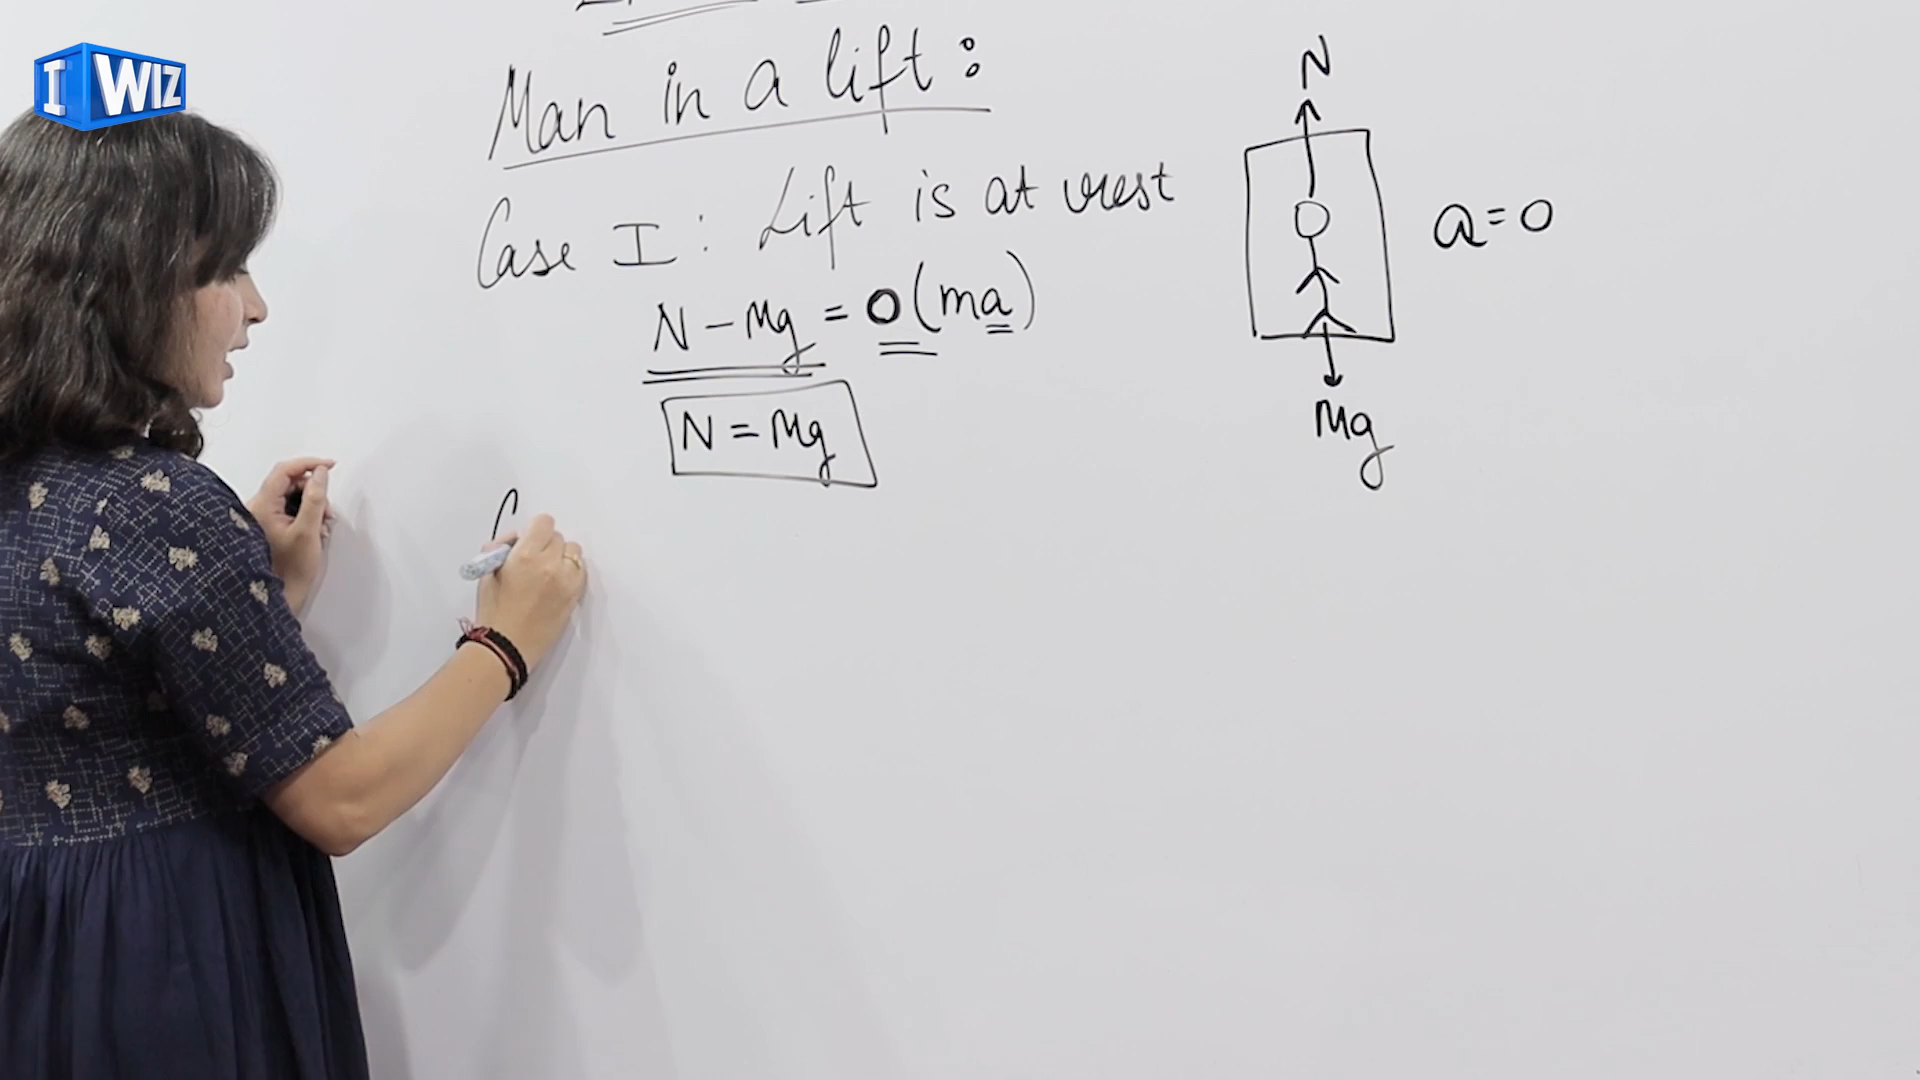 I WIZ
Man in a lift:
Case I: Lift is at rest
N - Mg = 0 (ma)
N = Mg
C
N
a = 0
Mg